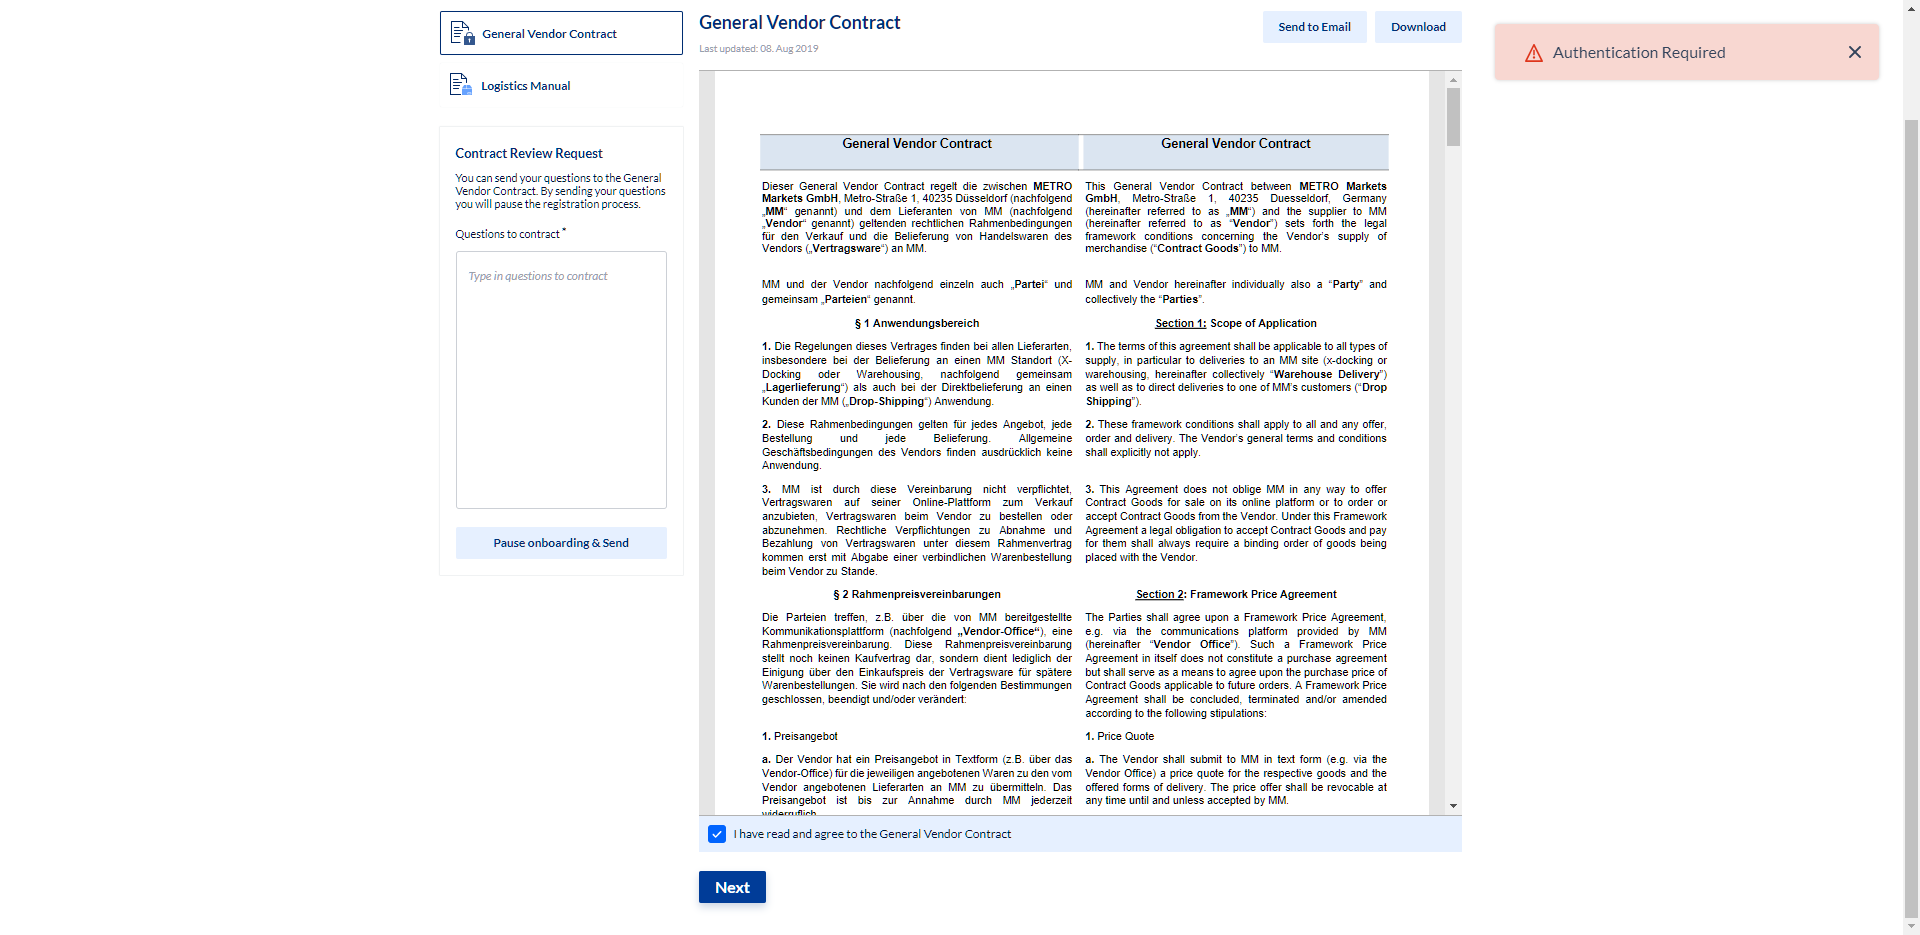 General Vendor Contract
Logistics Manual
Contract Review Request
You can send your questions to the General
Vendor Contract. By sending your questions
you will pause the registration process.
Questions to contract *
Type in questions to contract
Pause onboarding & Send
General Vendor Contract
Last updated: 08. Aug 2019
Send to Email
Download
General Vendor Contract
Dieser General Vendor Contract regelt die zwischen METRO
Markets GmbH, Metro-Straße 1, 40235 Düsseldorf (nachfolgend
„MM“ genannt) und dem Lieferanten von MM (nachfolgend
„Vendor“ genannt) geltenden rechtlichen Rahmenbedingungen
für den Verkauf und die Belieferung von Handelswaren des
Vendors („Vertragsware“) an MM.
MM und der Vendor nachfolgend einzeln auch „Partei“ und
gemeinsam „Parteien“ genannt.
§ 1 Anwendungsbereich
1. Die Regelungen dieses Vertrages finden bei allen Lieferarten,
insbesondere bei der Belieferung an einen MM Standort (X-
Docking oder Warehousing, nachfolgend gemeinsam
„Lagerlieferung“) als auch bei der Direktbelieferung an einen
Kunden der MM („Drop-Shipping“) Anwendung.
2. Diese Rahmenbedingungen gelten für jedes Angebot, jede
Bestellung und jede Belieferung. Allgemeine
Geschäftsbedingungen des Vendors finden ausdrücklich keine
Anwendung.
3. MM ist durch diese Vereinbarung nicht verpflichtet,
Vertragswaren auf seiner Online-Plattform zum Verkauf
anzubieten, Vertragswaren beim Vendor zu bestellen oder
abzunehmen. Rechtliche Verpflichtungen zu Abnahme und
Bezahlung von Vertragswaren unter diesem Rahmenvertrag
kommen erst mit Abgabe einer verbindlichen Warenbestellung
beim Vendor zu Stande.
§ 2 Rahmenpreisvereinbarungen
Die Parteien treffen, z.B. über die von MM bereitgestellte
Kommunikationsplattform (nachfolgend „Vendor-Office“), eine
Rahmenpreisvereinbarung. Diese Rahmenpreisvereinbarung
stellt noch keinen Kaufvertrag dar, sondern dient lediglich der
Einigung über den Einkaufspreis der Vertragsware für spätere
Warenbestellungen. Sie wird nach den folgenden Bestimmungen
geschlossen, beendigt und/oder verändert:
1. Preisangebot
a. Der Vendor hat ein Preisangebot in Textform (z.B. über das
Vendor-Office) für die jeweiligen angebotenen Waren zu den vom
Vendor angebotenen Lieferarten an MM zu übermitteln. Das
Preisangebot ist bis zur Annahme durch MM jederzeit
widerruflich.
General Vendor Contract
This General Vendor Contract between METRO Markets
GmbH, Metro-Straße 1, 40235 Duesseldorf, Germany
(hereinafter referred to as „MM“) and the supplier to MM
(hereinafter referred to as “Vendor”) sets forth the legal
framework conditions concerning the Vendor’s supply of
merchandise (“Contract Goods”) to MM.
MM and Vendor hereinafter individually also a “Party” and
collectively the “Parties”.
Section 1: Scope of Application
1. The terms of this agreement shall be applicable to all types of
supply, in particular to deliveries to an MM site (x-docking or
warehousing, hereinafter collectively “Warehouse Delivery”)
as well as to direct deliveries to one of MM’s customers (“Drop
Shipping”).
2. These framework conditions shall apply to all and any offer,
order and delivery. The Vendor’s general terms and conditions
shall explicitly not apply.
3. This Agreement does not oblige MM in any way to offer
Contract Goods for sale on its online platform or to order or
accept Contract Goods from the Vendor. Under this Framework
Agreement a legal obligation to accept Contract Goods and pay
for them shall always require a binding order of goods being
placed with the Vendor.
Section 2: Framework Price Agreement
The Parties shall agree upon a Framework Price Agreement,
e.g. via the communications platform provided by MM
(hereinafter “Vendor Office”). Such a Framework Price
Agreement in itself does not constitute a purchase agreement
but shall serve as a means to agree upon the purchase price of
Contract Goods applicable to future orders. A Framework Price
Agreement shall be concluded, terminated and/or amended
according to the following stipulations:
1. Price Quote
a. The Vendor shall submit to MM in text form (e.g. via the
Vendor Office) a price quote for the respective goods and the
offered forms of delivery. The price offer shall be revocable at
any time until and unless accepted by MM.
I have read and agree to the General Vendor Contract
Next
Authentication Required